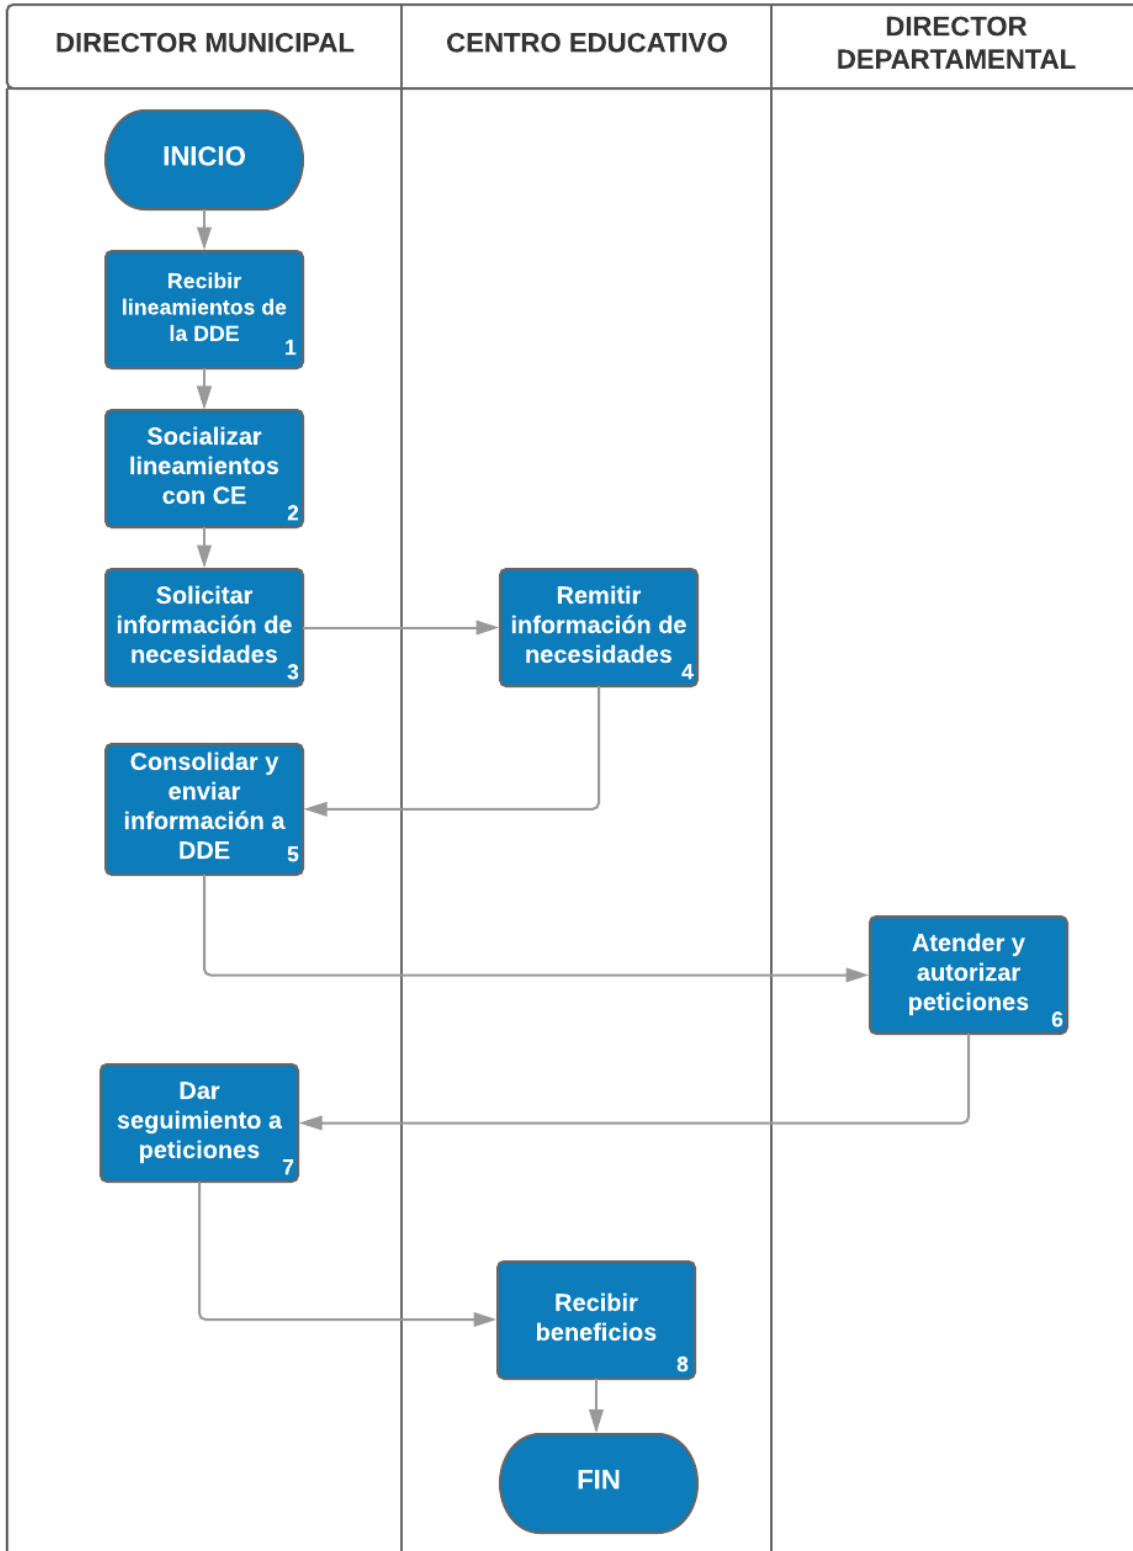 DIRECTOR MUNICIPAL
CENTRO EDUCATIVO
DIRECTOR
DEPARTAMENTAL
INICIO
Recibir
lineamientos de
la DDE
1
Socializar
lineamientos
con CE
2
Solicitar
información de
necesidades
3
Remitir
información de
necesidades
4
Consolidar y
enviar
información a
DDE
5
Atender y
autorizar
peticiones
6
Dar
seguimiento a
peticiones
7
Recibir
beneficios
8
FIN